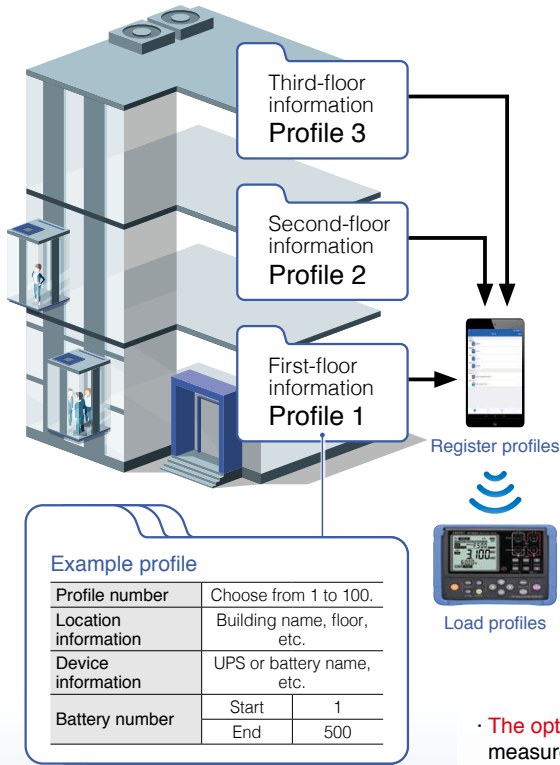 Third-floor
information
Profile 3
Second-floor
information
Profile 2
First-floor
information
Profile 1
Register profiles
Load profiles
Example profile
Profile number Choose from 1 to 100.
Location information Building name, floor, etc.
Device information UPS or battery name, etc.
Battery number Start 1
End 500
· The opt
measure